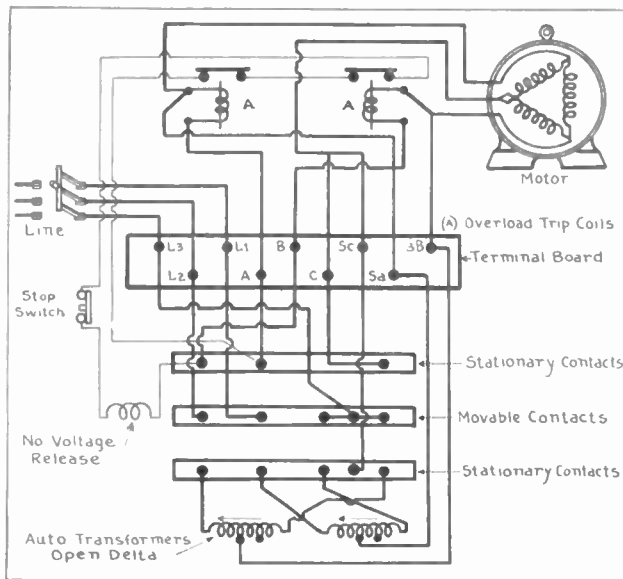 A
A
Motor
Line
(A) Overload Trip Coils
L3
L1
B
Sc
3B
Terminal Board
L2
A
C
Sa
Stop
Switch
Stationary Contacts
Movable Contacts
No Voltage
Release
Stationary Contacts
Auto Transformers
Open Delta